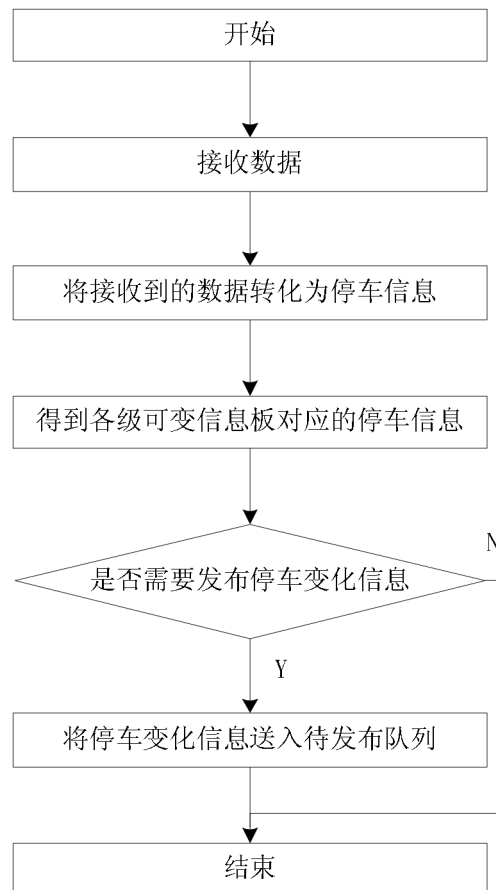 开始
接收数据
将接收到的数据转化为停车信息
得到各级可变信息板对应的停车信息
N
是否需要发布停车变化信息
Y
将停车变化信息送入待发布队列
结束